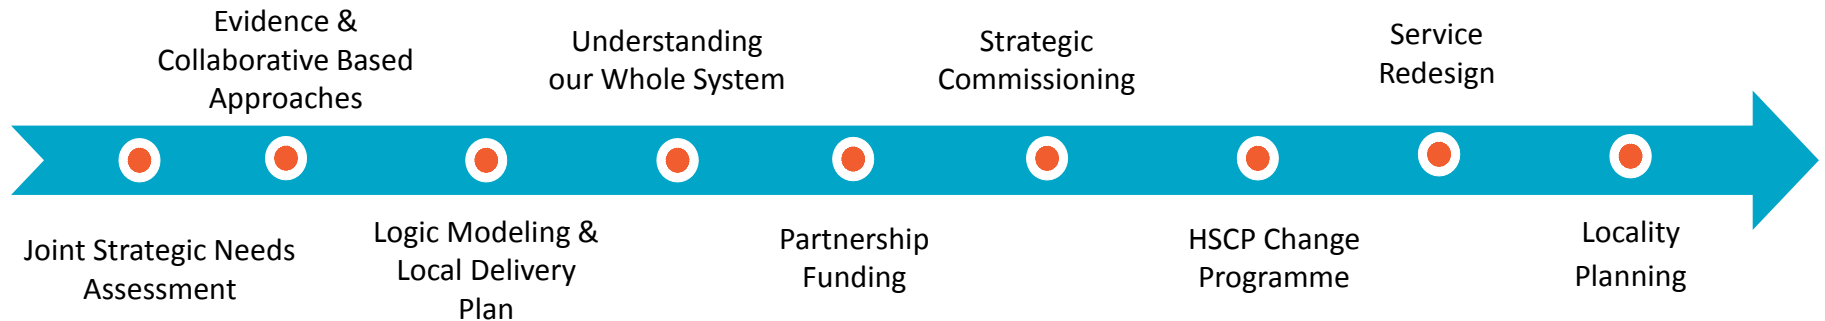 Evidence &
Collaborative Based
Approaches
Understanding
our Whole System
Strategic
Commissioning
Service
Redesign
Joint Strategic Needs
Assessment
Logic Modeling &
Local Delivery
Plan
Partnership
Funding
HSCP Change
Programme
Locality
Planning